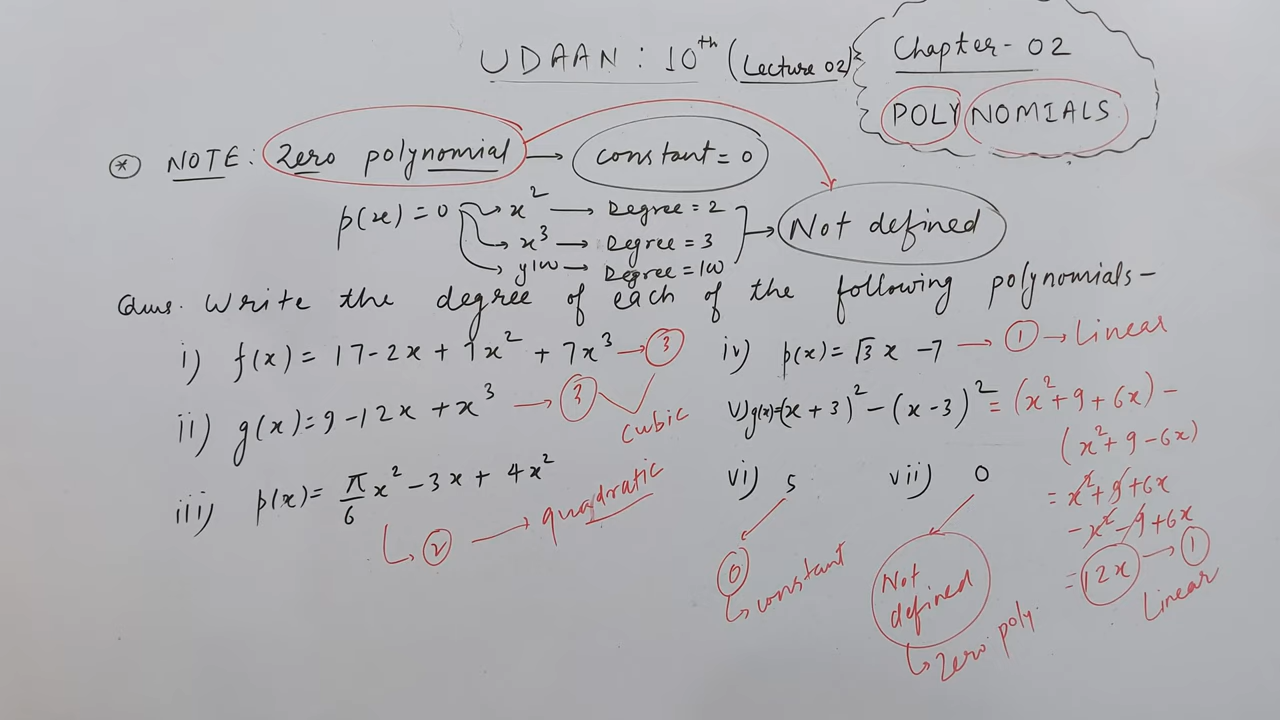 UDAAN : 10th (Lecture 02)
Chapter - 02
POLYNOMIALS
* NOTE : Zero polynomial → constant = 0
p(x) = 0 → x² → Degree = 2
→ x³ → Degree = 3
→ y¹⁰⁰ → Degree = 100
→ Not defined
Ques. Write the degree of each of the following polynomials -
i) f(x) = 17 - 2x + 7x² + 7x³ → 3
ii) g(x) = 9 - 12x + x³ → 3
cubic
iii) p(x) = π/6 x² - 3x + 4x²
↳ 2 → quadratic
iv) p(x) = √3 x - 7 → 1 → Linear
v) g(x) = (x + 3)² - (x - 3)² = (x² + 9 + 6x) -
(x² + 9 - 6x)
= x² + 9 + 6x
- x² - 9 + 6x
= 12x → 1
Linear
vi) 5
0
↳ constant
vii) 0
Not
defined
↳ Zero poly.